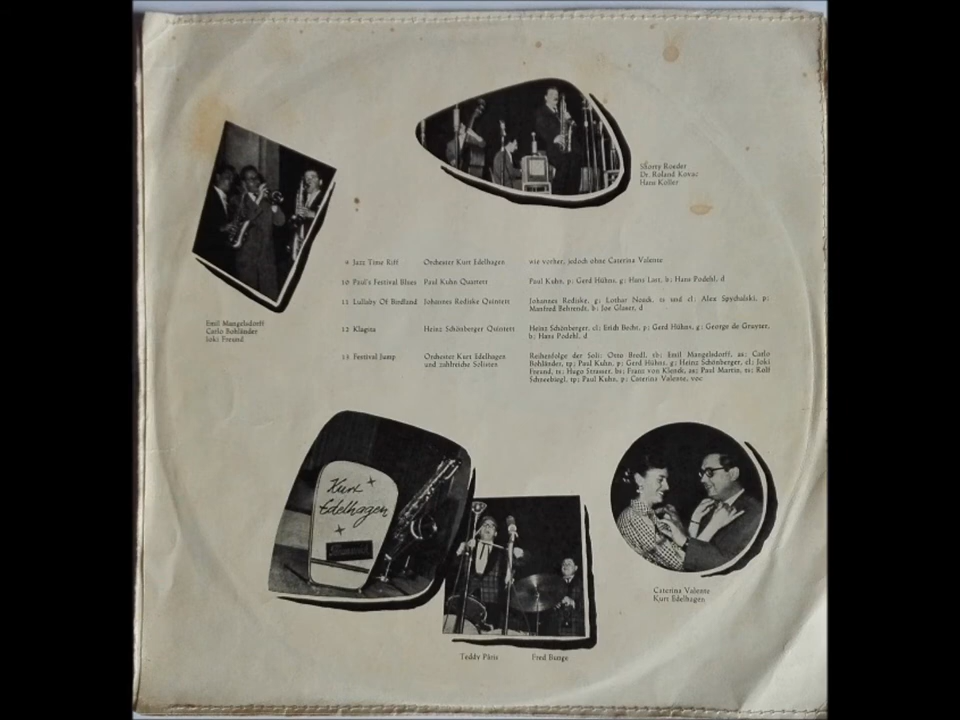 Shorty Roeder
Dr. Roland Kovac
Hans Koller
Emil Mangelsdorff
Carlo Bohländer
Joki Freund
9 Jazz Time Riff Orchester Kurt Edelhagen wie vorher, jedoch ohne Caterina Valente
10 Paul's Festival Blues Paul Kuhn Quartett Paul Kuhn, p; Gerd Hühns, g; Hans Last, b; Hans Podehl, d
11 Lullaby Of Birdland Johannes Rediske Quintett Johannes Rediske, g; Lothar Noack, ts und cl; Alex Spychalski, p;
Manfred Behrendt, b; Joe Glaser, d
12 Klagita Heinz Schönberger Quintett Heinz Schönberger, cl; Erich Becht, p; Gerd Hühns, g; George de Gruyter,
b; Hans Podehl, d
13 Festival Jump Orchester Kurt Edelhagen Reihenfolge der Soli: Otto Bredl, sb; Emil Mangelsdorff, as; Carlo
und zahlreiche Solisten Bohländer, tp; Paul Kuhn, p; Gerd Hühns, g; Heinz Schönberger, cl; Joki
Freund, ts; Hugo Strasser, bs; Franz von Klenck, as; Paul Martin, ts; Rolf
Schneebiegl, tp; Paul Kuhn, p; Caterina Valente, voc
Kurt
Edelhagen
Caterina Valente
Kurt Edelhagen
Teddy Paris Fred Bunge